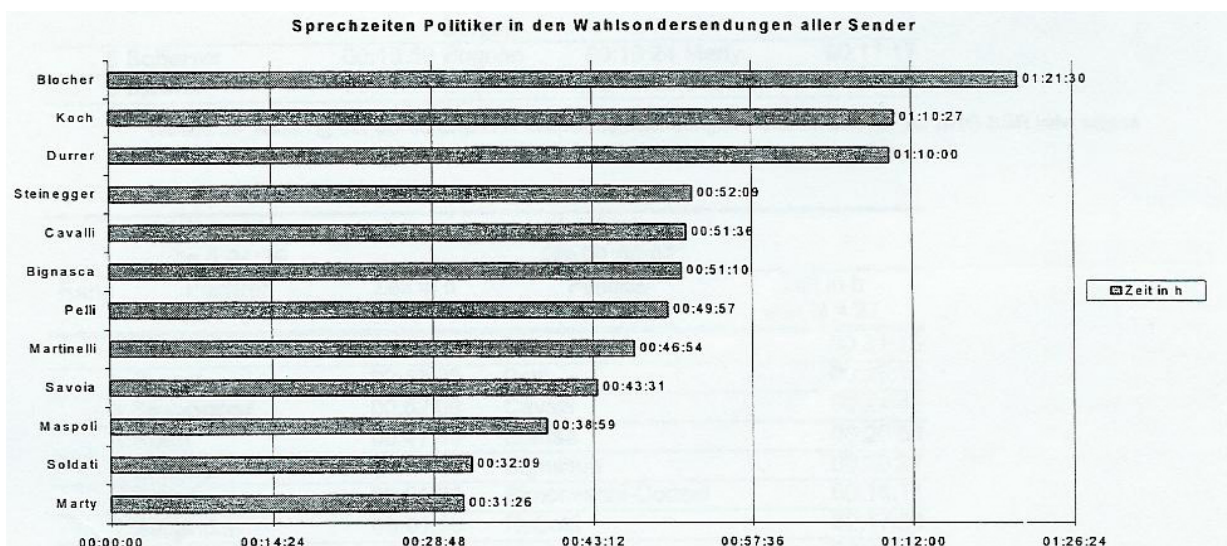 Sprechzeiten Politiker in den Wahlsondersendungen aller Sender
Blocher 01:21:30
Koch 01:10:27
Durrer 01:10:00
Steinegger 00:52:09
Cavalli 00:51:36
Bignasca 00:51:10
Pelli 00:49:57
Martinelli 00:46:54
Savoia 00:43:31
Maspoli 00:38:59
Soldati 00:32:09
Marty 00:31:26
Zeit in h
00:00:00 00:14:24 00:28:48 00:43:12 00:57:36 01:12:00 01:26:24